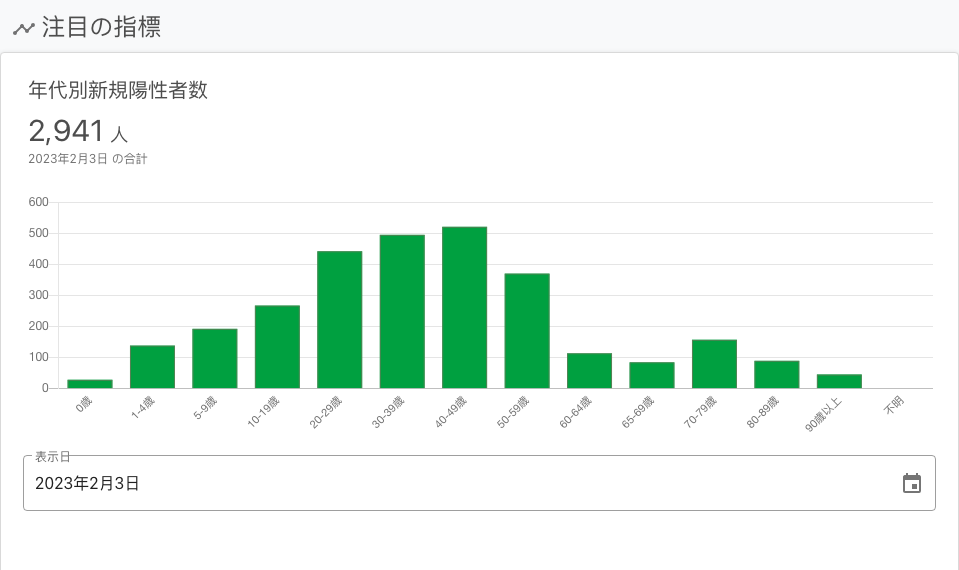 注目の指標
年代別新規陽性者数
2,941 人
2023年2月3日 の合計
600
500
400
300
200
100
0
0歳
1-4歳
5-9歳
10-19歳
20-29歳
30-39歳
40-49歳
50-59歳
60-64歳
65-69歳
70-79歳
80-89歳
90歳以上
不明
表示日
2023年2月3日